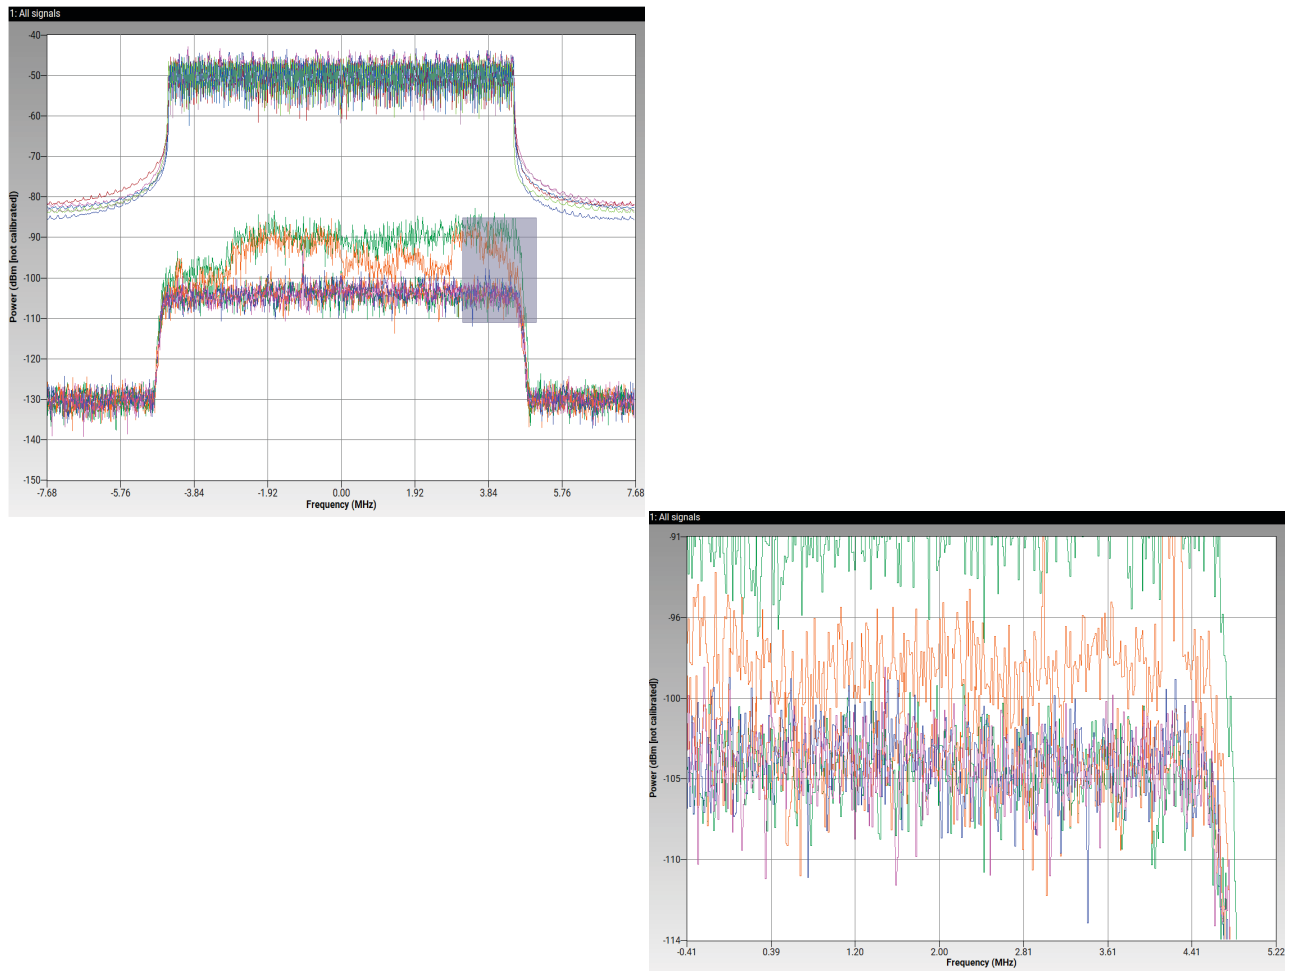 1: All signals
-40
-50
-60
-70
-80
-90
-100
-110
-120
-130
-140
-150
Power (dBm [not calibrated])
-7.68 -5.76 -3.84 -1.92 0.00 1.92 3.84 5.76 7.68
Frequency (MHz)
1: All signals
-91
-96
-100
-105
-110
-114
Power (dBm [not calibrated])
-0.41 0.39 1.20 2.00 2.81 3.61 4.41 5.22
Frequency (MHz)